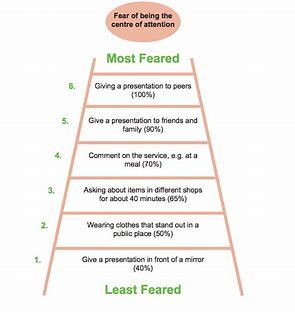 Fear of being the
centre of attention
Most Feared
6.
Giving a presentation to peers
(100%)
5.
Give a presentation to friends and
family (90%)
4.
Comment on the service, e.g. at a
meal (70%)
3.
Asking about items in different shops
for about 40 minutes (65%)
2.
Wearing clothes that stand out in a
public place (50%)
1.
Give a presentation in front of a mirror
(40%)
Least Feared